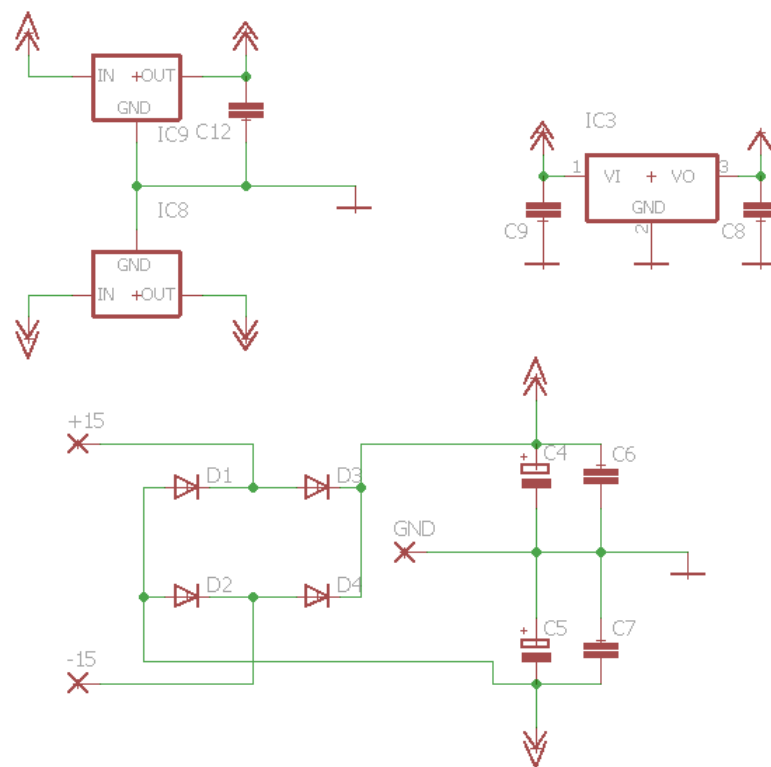 IN +OUT
GND
IC9 C12
IC8
GND
IN +OUT
IC3
1 VI + VO 3
GND
2
C9 C8
+15
D1 D3
-15
D2 D4
GND
+ C4 C6
+ C5 C7